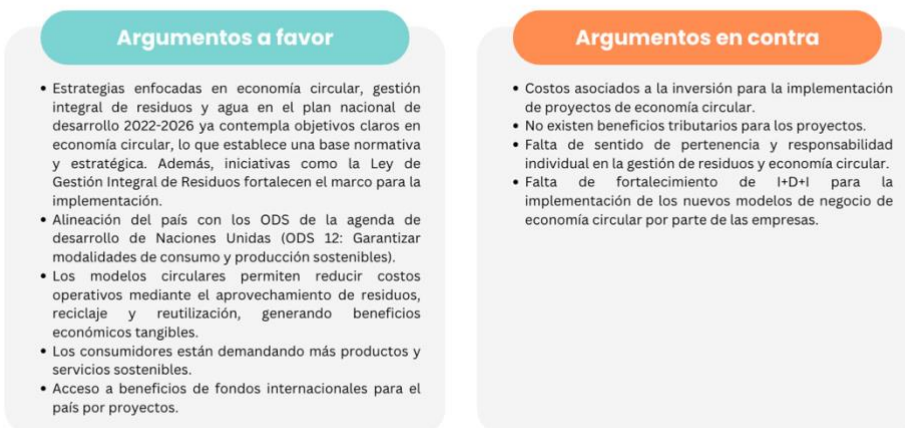 Argumentos a favor
• Estrategias enfocadas en economía circular, gestión
integral de residuos y agua en el plan nacional de
desarrollo 2022-2026 ya contempla objetivos claros en
economía circular, lo que establece una base normativa
y estratégica. Además, iniciativas como la Ley de
Gestión Integral de Residuos fortalecen el marco para la
implementación.
• Alineación del país con los ODS de la agenda de
desarrollo de Naciones Unidas (ODS 12: Garantizar
modalidades de consumo y producción sostenibles).
• Los modelos circulares permiten reducir costos
operativos mediante el aprovechamiento de residuos,
reciclaje y reutilización, generando beneficios
económicos tangibles.
• Los consumidores están demandando más productos y
servicios sostenibles.
• Acceso a beneficios de fondos internacionales para el
país por proyectos.
Argumentos en contra
• Costos asociados a la inversión para la implementación
de proyectos de economía circular.
• No existen beneficios tributarios para los proyectos.
• Falta de sentido de pertenencia y responsabilidad
individual en la gestión de residuos y economía circular.
• Falta de fortalecimiento de I+D+I para la
implementación de los nuevos modelos de negocio de
economía circular por parte de las empresas.